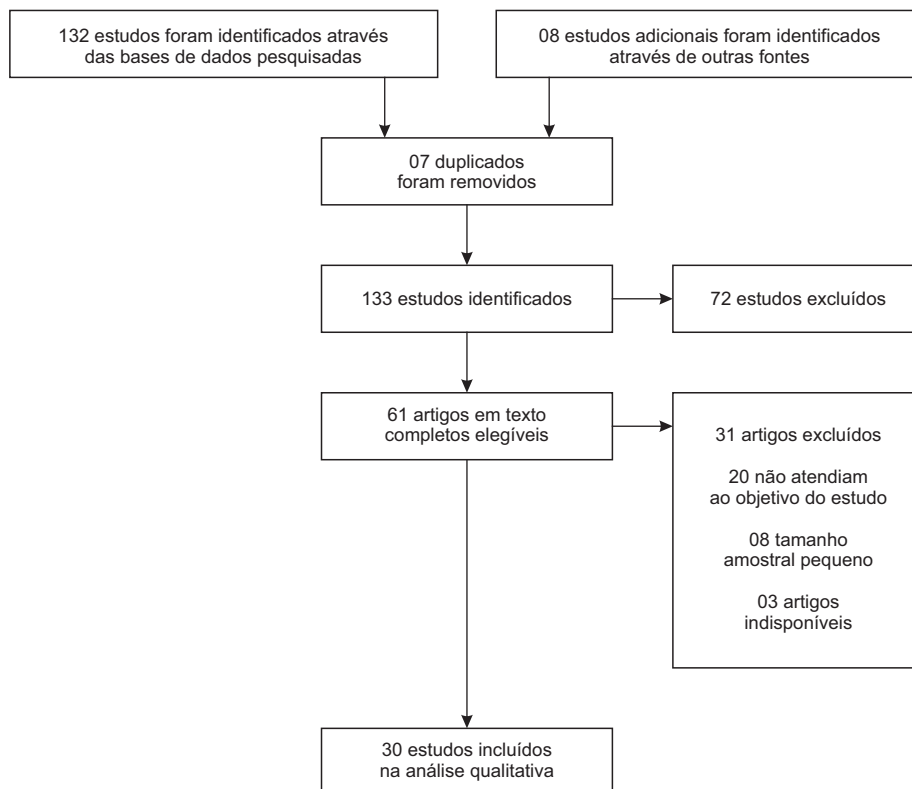 132 estudos foram identificados através
das bases de dados pesquisadas
08 estudos adicionais foram identificados
através de outras fontes
07 duplicados
foram removidos
133 estudos identificados
72 estudos excluídos
61 artigos em texto
completos elegíveis
31 artigos excluídos
20 não atendiam
ao objetivo do estudo
08 tamanho
amostral pequeno
03 artigos
indisponíveis
30 estudos incluídos
na análise qualitativa